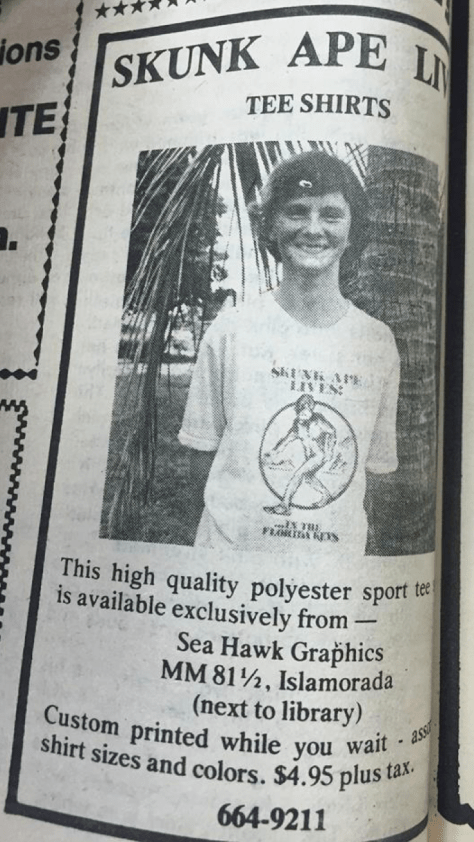 ions
ITE
SKUNK APE
TEE SHIRTS
SKUNK APE
LIVES!
...IN THE
FLORIDA KEYS
This high quality polyester sport tee
is available exclusively from —
Sea Hawk Graphics
MM 81½, Islamorada
(next to library)
Custom printed while you wait -
shirt sizes and colors. $4.95 plus tax.
664-9211